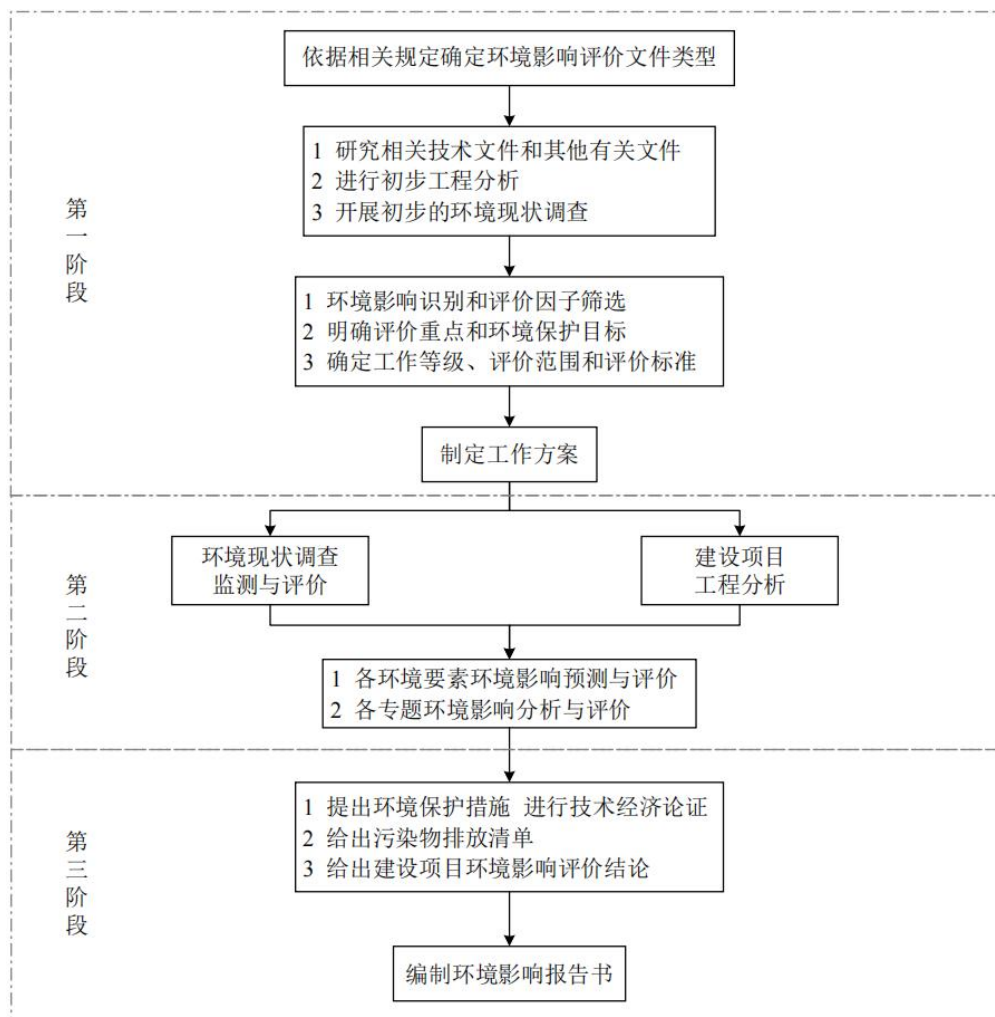 依据相关规定确定环境影响评价文件类型
1 研究相关技术文件和其他有关文件
2 进行初步工程分析
3 开展初步的环境现状调查
第一阶段
1 环境影响识别和评价因子筛选
2 明确评价重点和环境保护目标
3 确定工作等级、评价范围和评价标准
制定工作方案
环境现状调查
监测与评价
建设项目
工程分析
第二阶段
1 各环境要素环境影响预测与评价
2 各专题环境影响分析与评价
1 提出环境保护措施 进行技术经济论证
2 给出污染物排放清单
3 给出建设项目环境影响评价结论
第三阶段
编制环境影响报告书